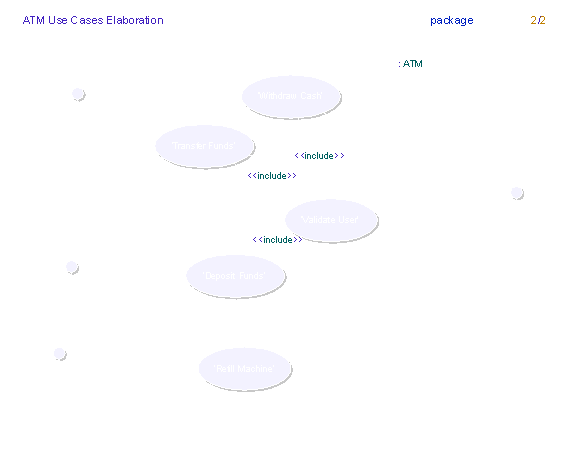 ATM Use Cases Elaboration
package
2/2
: ATM
'Withdraw Cash'
'Transfer Funds'
<<include>>
<<include>>
'Validate User'
<<include>>
'Deposit Funds'
'Refill Machine'